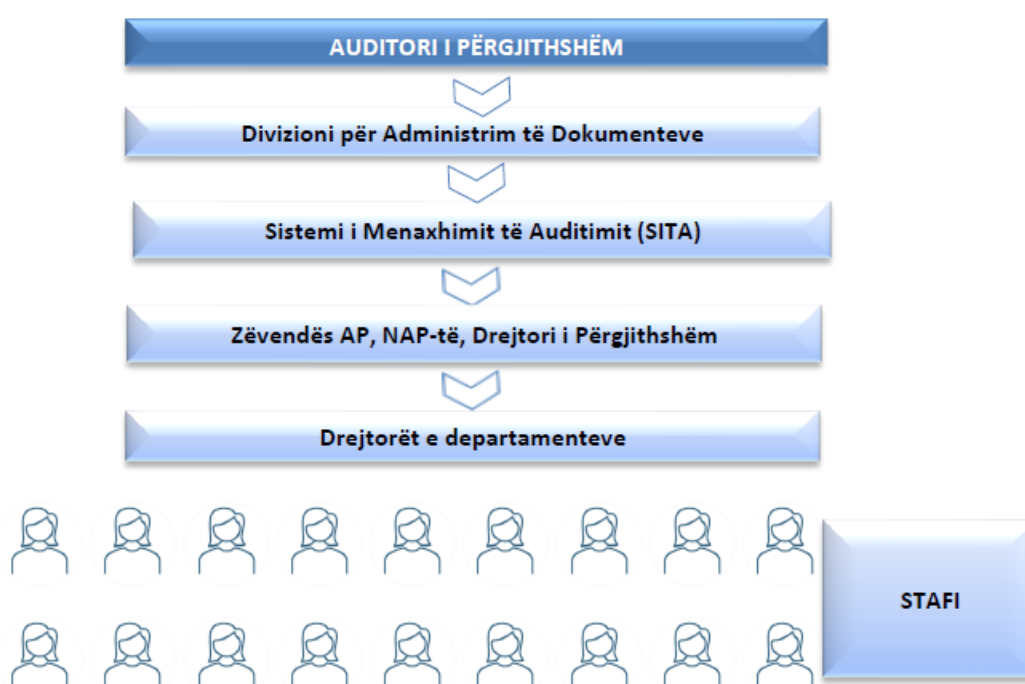 AUDITORI I PËRGJITHSHËM
Divizioni për Administrim të Dokumenteve
Sistemi i Menaxhimit të Auditimit (SITA)
Zëvendës AP, NAP-të, Drejtori i Përgjithshëm
Drejtorët e departamenteve
STAFI